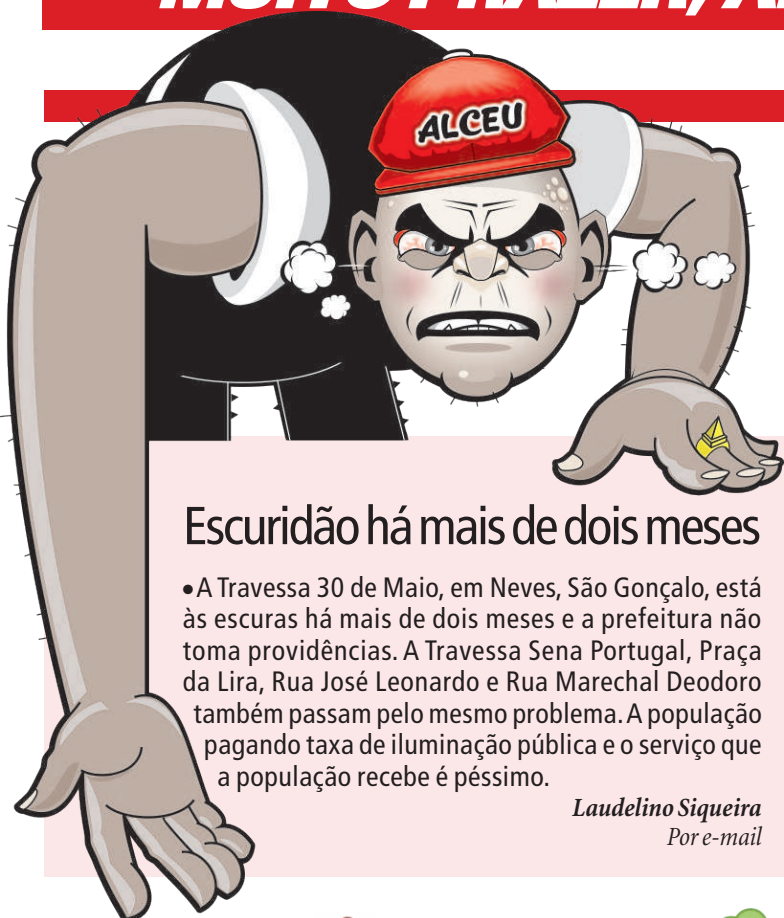 ALCEU
Escuridão há mais de dois meses
•A Travessa 30 de Maio, em Neves, São Gonçalo, está
às escuras há mais de dois meses e a prefeitura não
toma providências. A Travessa Sena Portugal, Praça
da Lira, Rua José Leonardo e Rua Marechal Deodoro
também passam pelo mesmo problema. A população
pagando taxa de iluminação pública e o serviço que
a população recebe é péssimo.
Laudelino Siqueira
Por e-mail